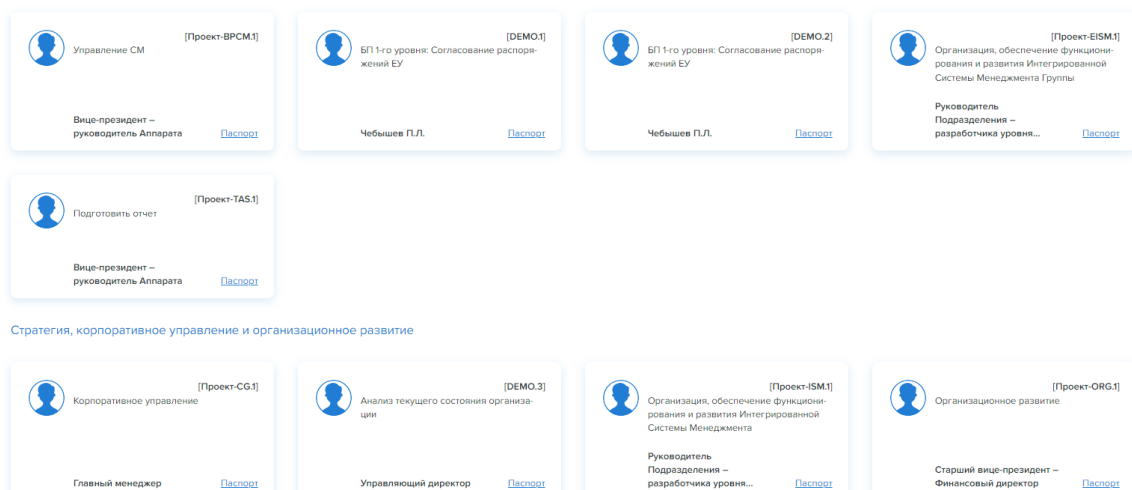 [Проект-BPCM.1]
Управление СМ
Вице-президент –
руководитель Аппарата
Паспорт
[DEMO.1]
БП 1-го уровня: Согласование распоря-
жений ЕУ
Чебышев П.Л.
Паспорт
[DEMO.2]
БП 1-го уровня: Согласование распоря-
жений ЕУ
Чебышев П.Л.
Паспорт
[Проект-EISM.1]
Организация, обеспечение функциони-
рования и развития Интегрированной
Системы Менеджмента Группы
Руководитель
Подразделения –
разработчика уровня...
Паспорт
[Проект-TAS.1]
Подготовить отчет
Вице-президент –
руководитель Аппарата
Паспорт
Стратегия, корпоративное управление и организационное развитие
[Проект-CG.1]
Корпоративное управление
Главный менеджер
Паспорт
[DEMO.3]
Анализ текущего состояния организа-
ции
Управляющий директор
Паспорт
[Проект-ISM.1]
Организация, обеспечение функциони-
рования и развития Интегрированной
Системы Менеджмента
Руководитель
Подразделения –
разработчика уровня...
Паспорт
[Проект-ORG.1]
Организационное развитие
Старший вице-президент –
Финансовый директор
Паспорт